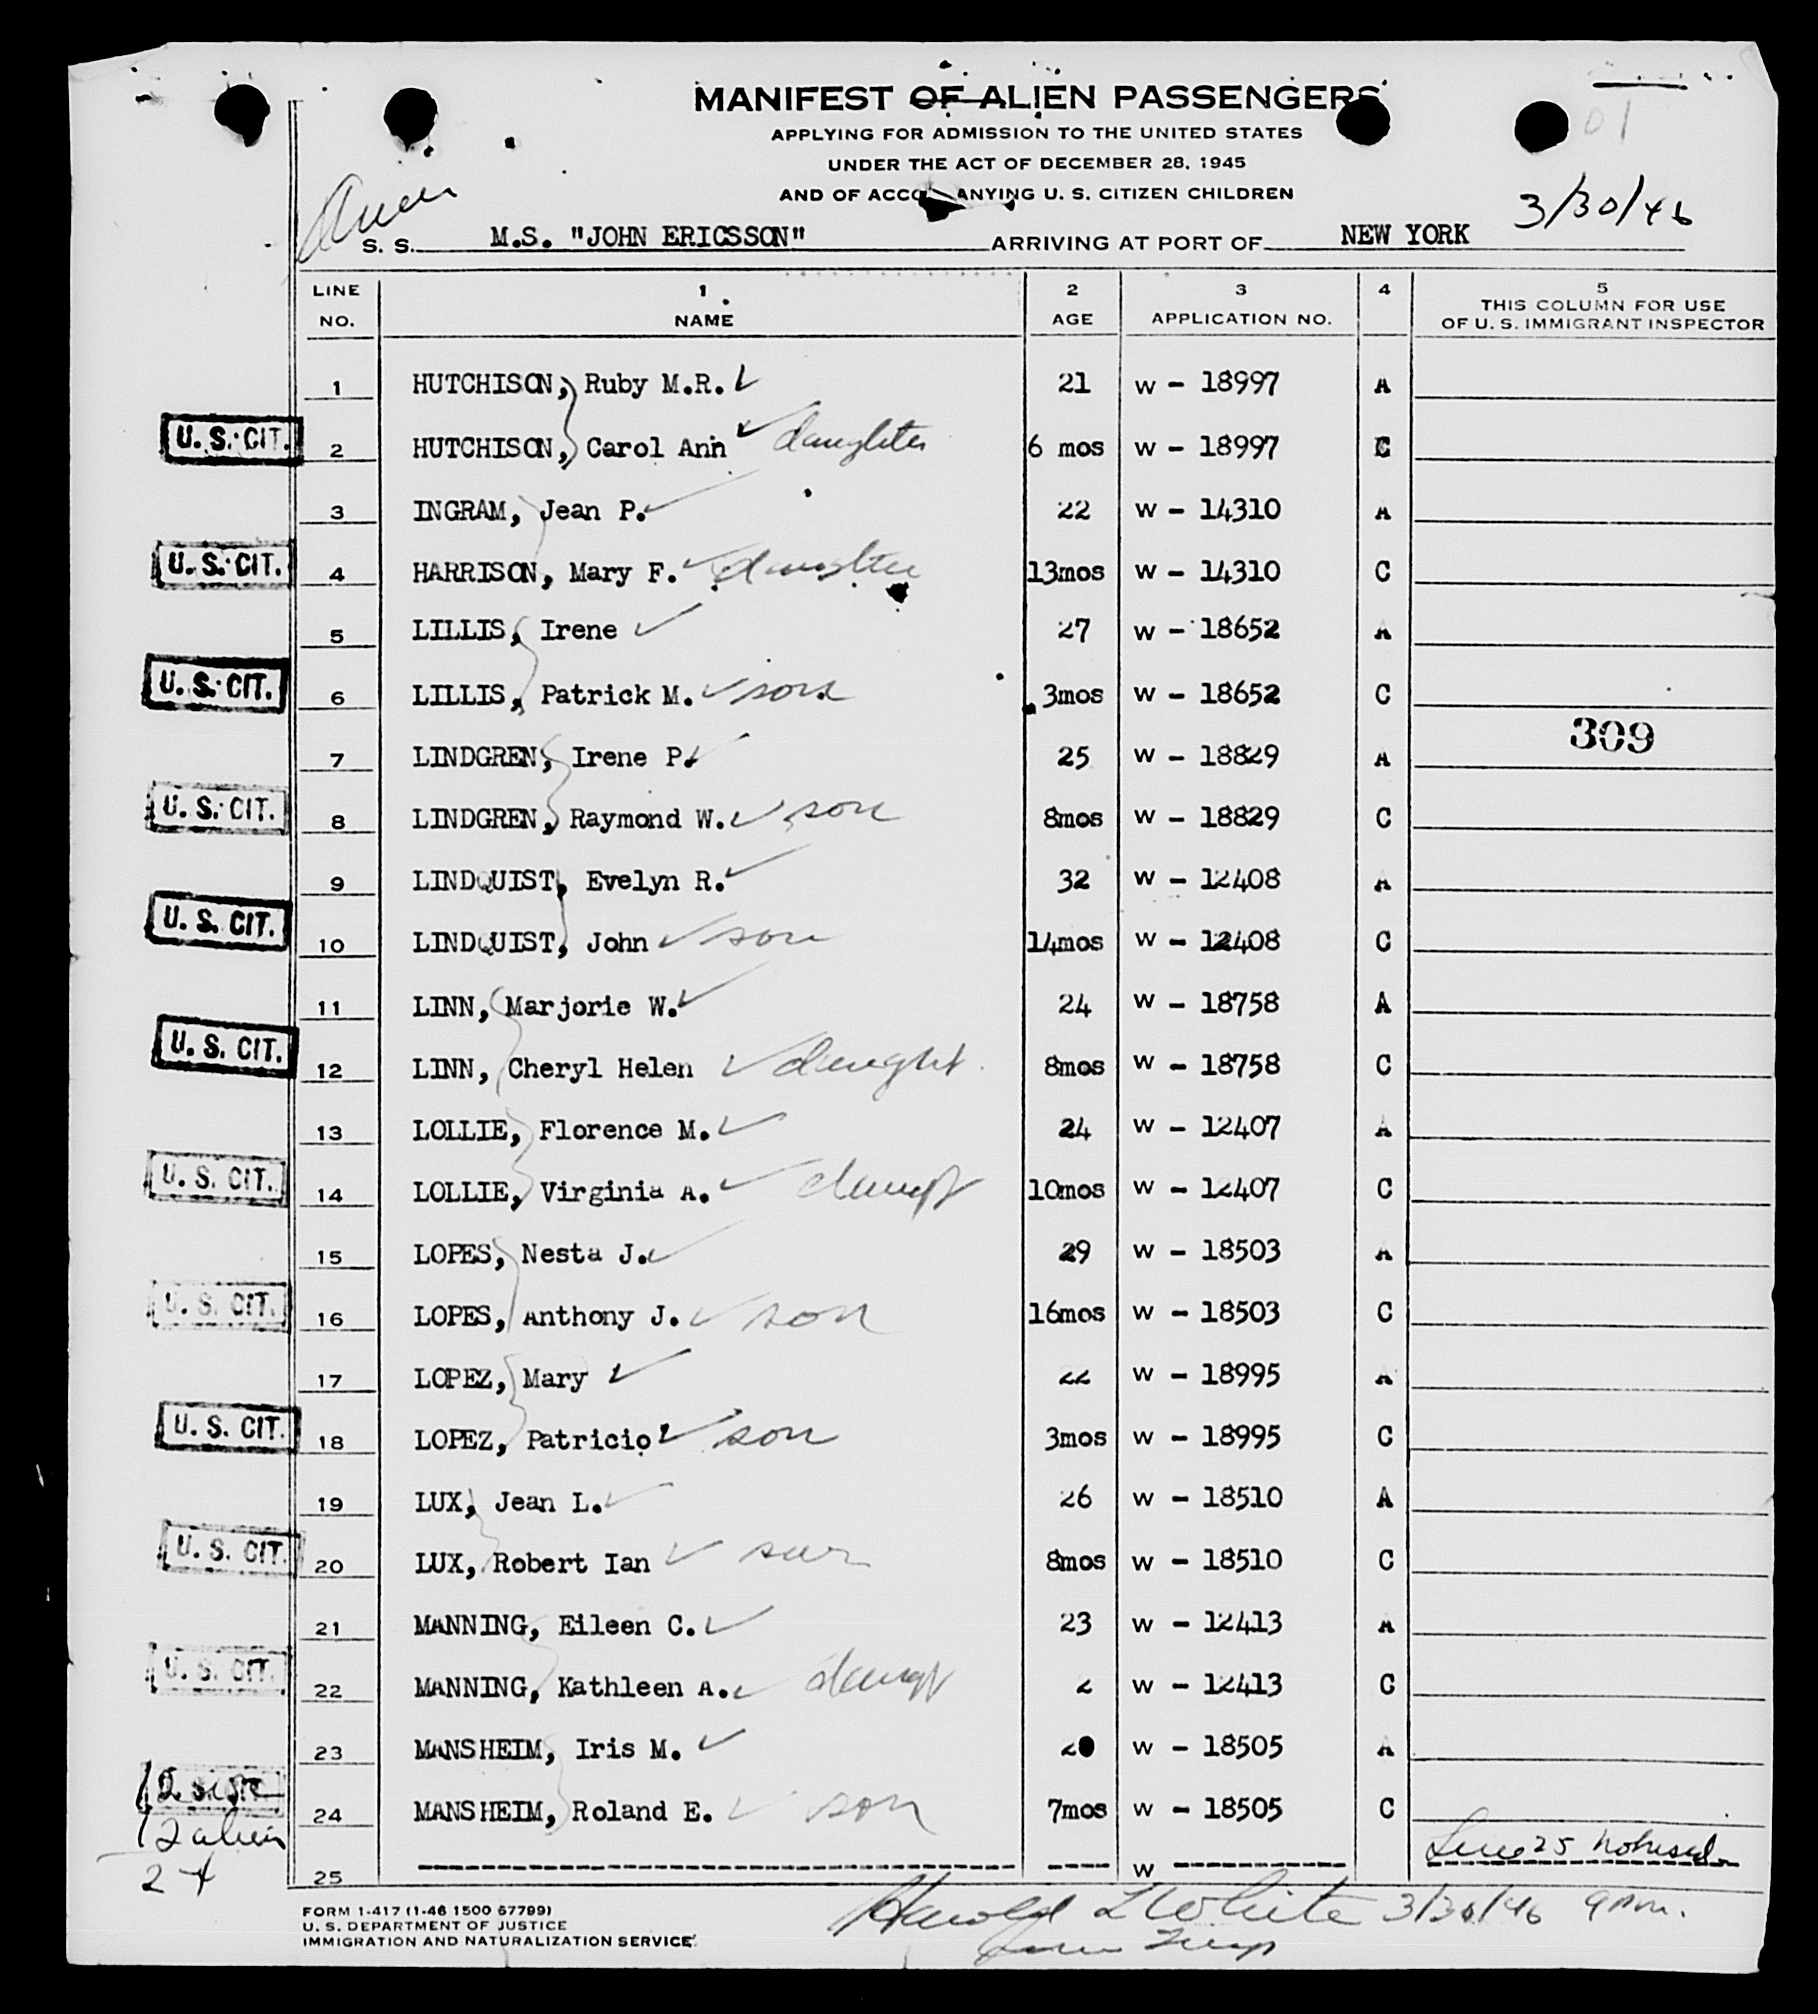 MANIFEST OF ALIEN PASSENGERS
01
APPLYING FOR ADMISSION TO THE UNITED STATES
UNDER THE ACT OF DECEMBER 28, 1945
AND OF ACCO ANYING U. S. CITIZEN CHILDREN
3/30/46
S. S. M.S. "JOHN ERICSSON" ARRIVING AT PORT OF NEW YORK
LINE NO. 1 NAME 2 AGE 3 APPLICATION NO. 4 5 THIS COLUMN FOR USE OF U. S. IMMIGRANT INSPECTOR
1 HUTCHISON, Ruby M.R. 21 W - 18997 A
U. S. CIT. 2 HUTCHISON, Carol Ann daughter 6 mos W - 18997 C
3 INGRAM, Jean P. 22 W - 14310 A
U. S. CIT. 4 HARRISON, Mary F. daughter 13mos W - 14310 C
5 LILLIS, Irene 27 W - 18652 A
U. S. CIT. 6 LILLIS, Patrick M. son 3mos W - 18652 C
309
7 LINDGREN, Irene P. 25 W - 18829 A
U. S. CIT. 8 LINDGREN, Raymond W. son 8mos W - 18829 C
9 LINDQUIST, Evelyn R. 32 W - 12408 A
U. S. CIT. 10 LINDQUIST, John son 14mos W - 12408 C
11 LINN, Marjorie W. 24 W - 18758 A
U. S. CIT. 12 LINN, Cheryl Helen daught. 8mos W - 18758 C
13 LOLLIE, Florence M. 24 W - 12407 A
U. S. CIT. 14 LOLLIE, Virginia A. daugt 10mos W - 12407 C
15 LOPES, Nesta J. 29 W - 18503 A
U. S. CIT. 16 LOPES, Anthony J. son 16mos W - 18503 C
17 LOPEZ, Mary 22 W - 18995 A
U. S. CIT. 18 LOPEZ, Patricio son 3mos W - 18995 C
19 LUX, Jean L. 26 W - 18510 A
U. S. CIT. 20 LUX, Robert Ian son 8mos W - 18510 C
21 MANNING, Eileen C. 23 W - 12413 A
U. S. CIT. 22 MANNING, Kathleen A. daugt 2 W - 12413 C
23 MANSHEIM, Iris M. W - 18505 A
24 MANSHEIM, Roland E. son 7mos W - 18505 C
12 alien
24
Line 25 not used
25 W
Harold L White 3/30/46 9 AM.
FORM I-417 (1-46 1500 57799)
U. S. DEPARTMENT OF JUSTICE
IMMIGRATION AND NATURALIZATION SERVICE